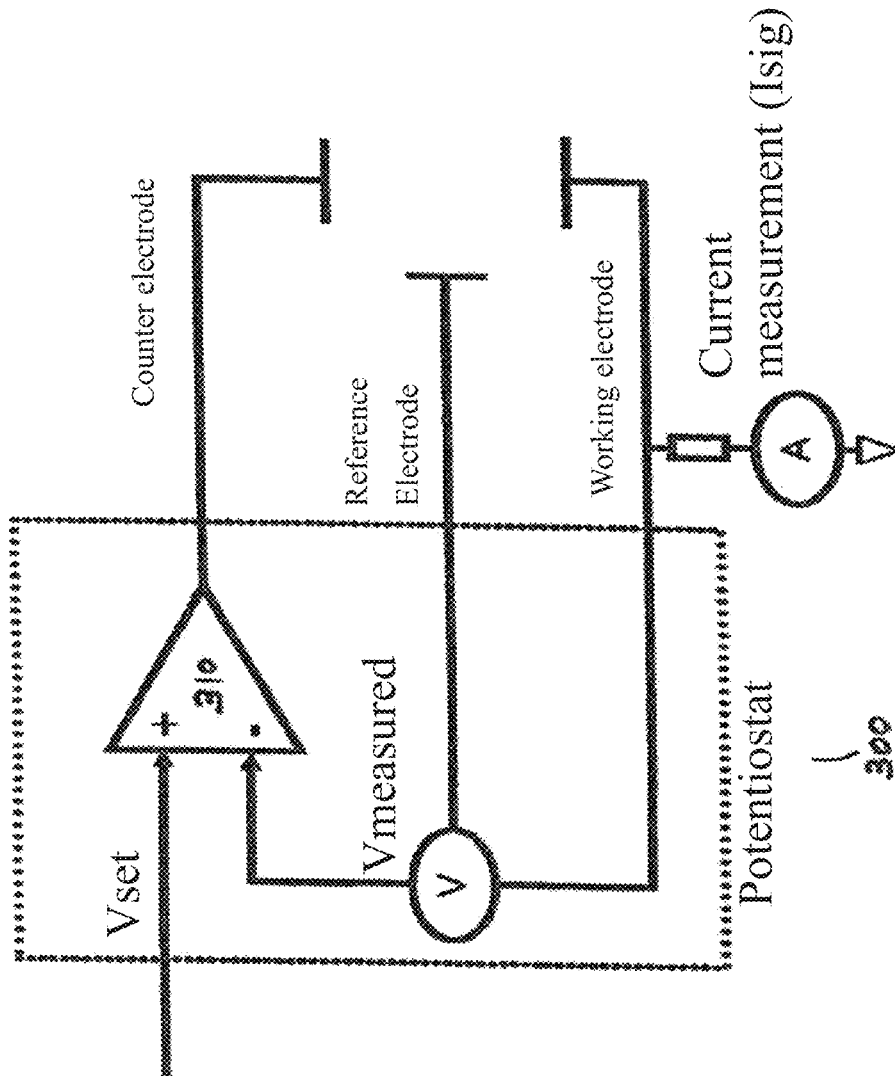 Vset
+
310
-
Vmeasured
V
Counter electrode
Reference
Electrode
Working electrode
A
Current
measurement (Isig)
Potentiostat
300